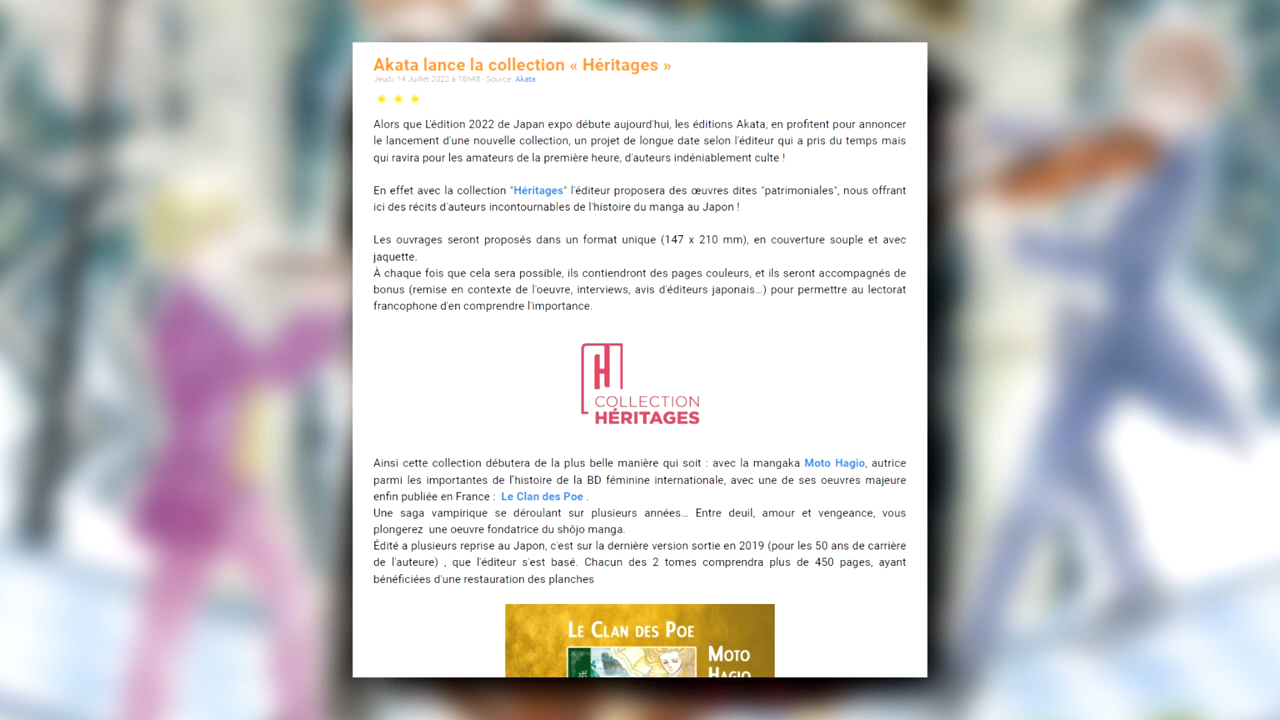 Akata lance la collection « Héritages »
Jeudi, 14 Juillet 2022 à 18h48 - Source: Akata
Alors que L'édition 2022 de Japan expo débute aujourd'hui, les éditions Akata, en profitent pour annoncer
le lancement d'une nouvelle collection, un projet de longue date selon l'éditeur qui a pris du temps mais
qui ravira pour les amateurs de la première heure, d'auteurs indéniablement culte !
En effet avec la collection "Héritages" l'éditeur proposera des œuvres dites "patrimoniales", nous offrant
ici des récits d'auteurs incontournables de l'histoire du manga au Japon !
Les ouvrages seront proposés dans un format unique (147 x 210 mm), en couverture souple et avec
jaquette.
À chaque fois que cela sera possible, ils contiendront des pages couleurs, et ils seront accompagnés de
bonus (remise en contexte de l'oeuvre, interviews, avis d'éditeurs japonais...) pour permettre au lectorat
francophone d'en comprendre l'importance.
H
COLLECTION
HÉRITAGES
Ainsi cette collection débutera de la plus belle manière qui soit : avec la mangaka Moto Hagio, autrice
parmi les importantes de l'histoire de la BD féminine internationale, avec une de ses oeuvres majeure
enfin publiée en France : Le Clan des Poe .
Une saga vampirique se déroulant sur plusieurs années... Entre deuil, amour et vengeance, vous
plongerez une oeuvre fondatrice du shōjo manga.
Édité a plusieurs reprise au Japon, c'est sur la dernière version sortie en 2019 (pour les 50 ans de carrière
de l'auteure) , que l'éditeur s'est basé. Chacun des 2 tomes comprendra plus de 450 pages, ayant
bénéficiées d'une restauration des planches
LE CLAN DES POE
MOTO
HAGIO